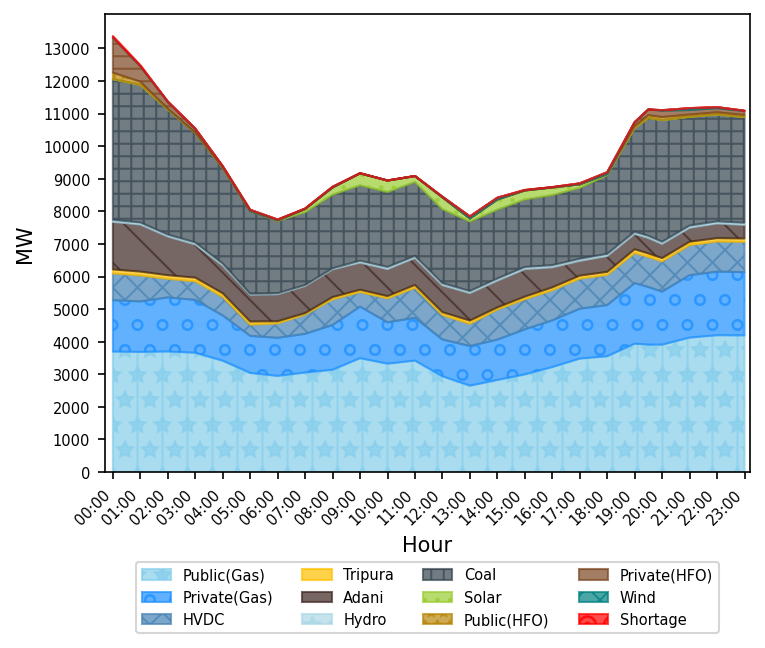 MW
13000
12000
11000
10000
9000
8000
7000
6000
5000
4000
3000
2000
1000
0
00:00 01:00 02:00 03:00 04:00 05:00 06:00 07:00 08:00 09:00 10:00 11:00 12:00 13:00 14:00 15:00 16:00 17:00 18:00 19:00 20:00 21:00 22:00 23:00
Hour
Public(Gas) Tripura Coal Private(HFO)
Private(Gas) Adani Solar Wind
HVDC Hydro Public(HFO) Shortage